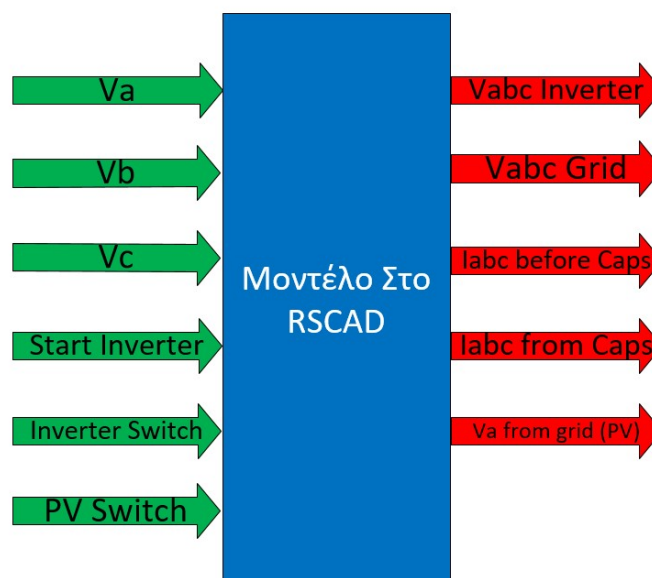 Va
Vb
Vc
Start Inverter
Inverter Switch
PV Switch
Μοντέλο Στο
RSCAD
Vabc Inverter
Vabc Grid
Iabc before Caps
Iabc from Caps
Va from grid (PV)